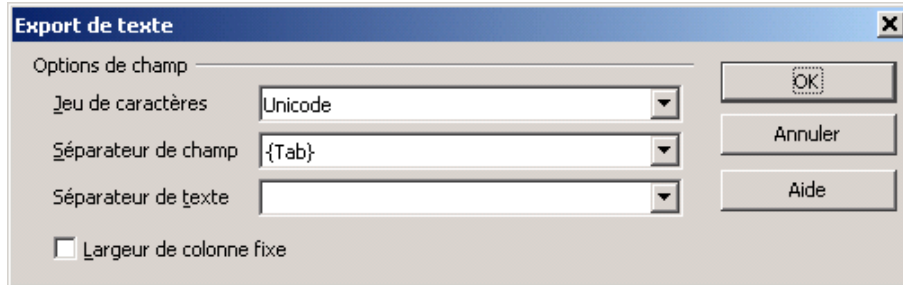 Export de texte
Options de champ
Jeu de caractères Unicode
Séparateur de champ {Tab}
Séparateur de texte
Largeur de colonne fixe
OK
Annuler
Aide